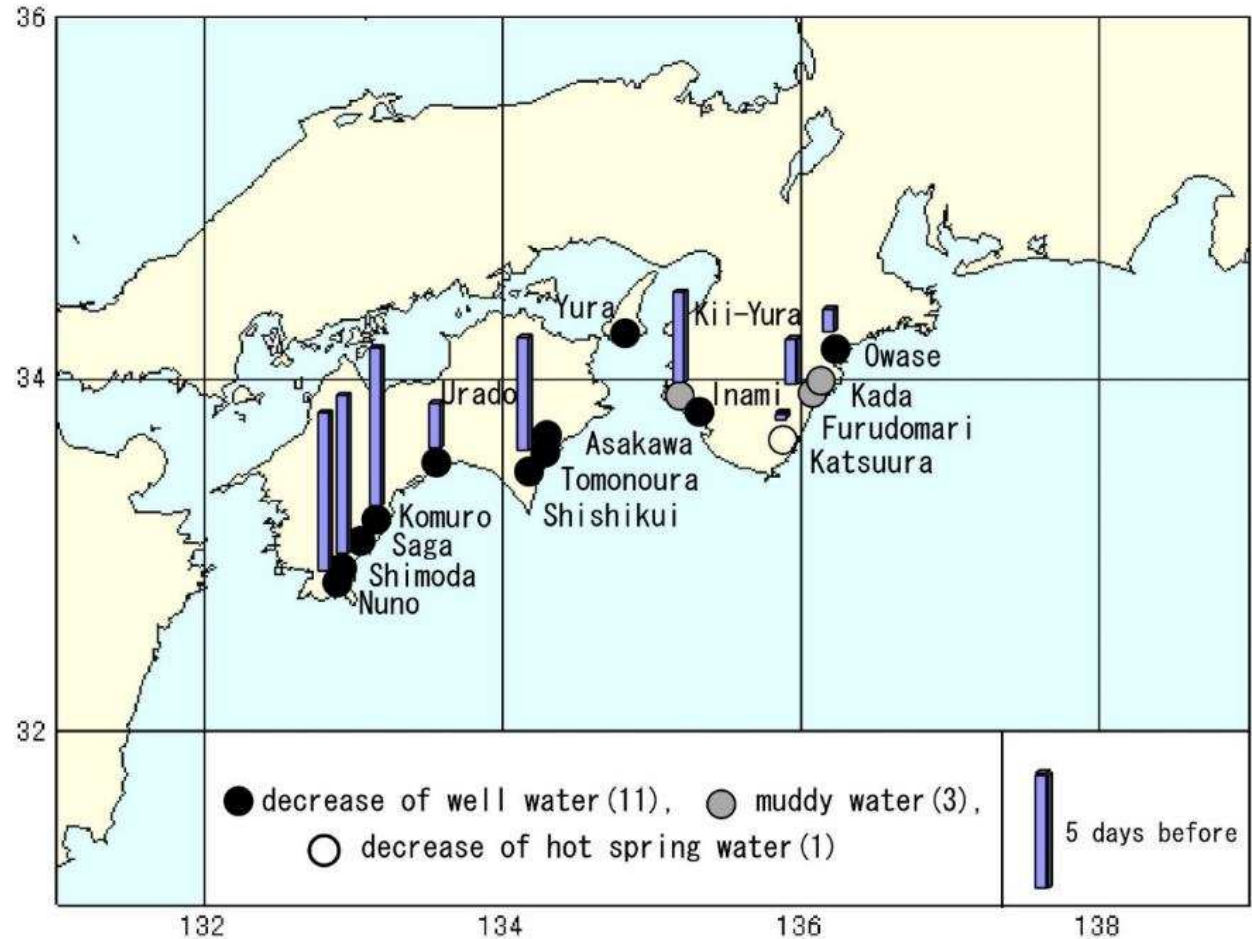 36
Yura
Kii-Yura
Owase
34
Urado
Inami
Kada
Asakawa
Furudomari
Tomonoura
Katsuura
Komuro
Shishikui
Saga
Shimoda
Nuno
32
decrease of well water(11),
muddy water(3),
decrease of hot spring water(1)
5 days before
132
134
136
138